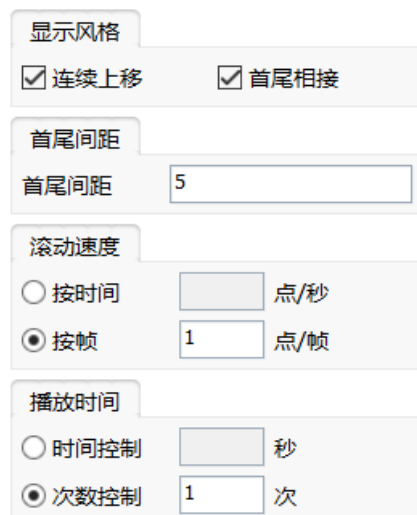 显示风格
连续上移 首尾相接
首尾间距
首尾间距 5
滚动速度
按时间 点/秒
按帧 1 点/帧
播放时间
时间控制 秒
次数控制 1 次